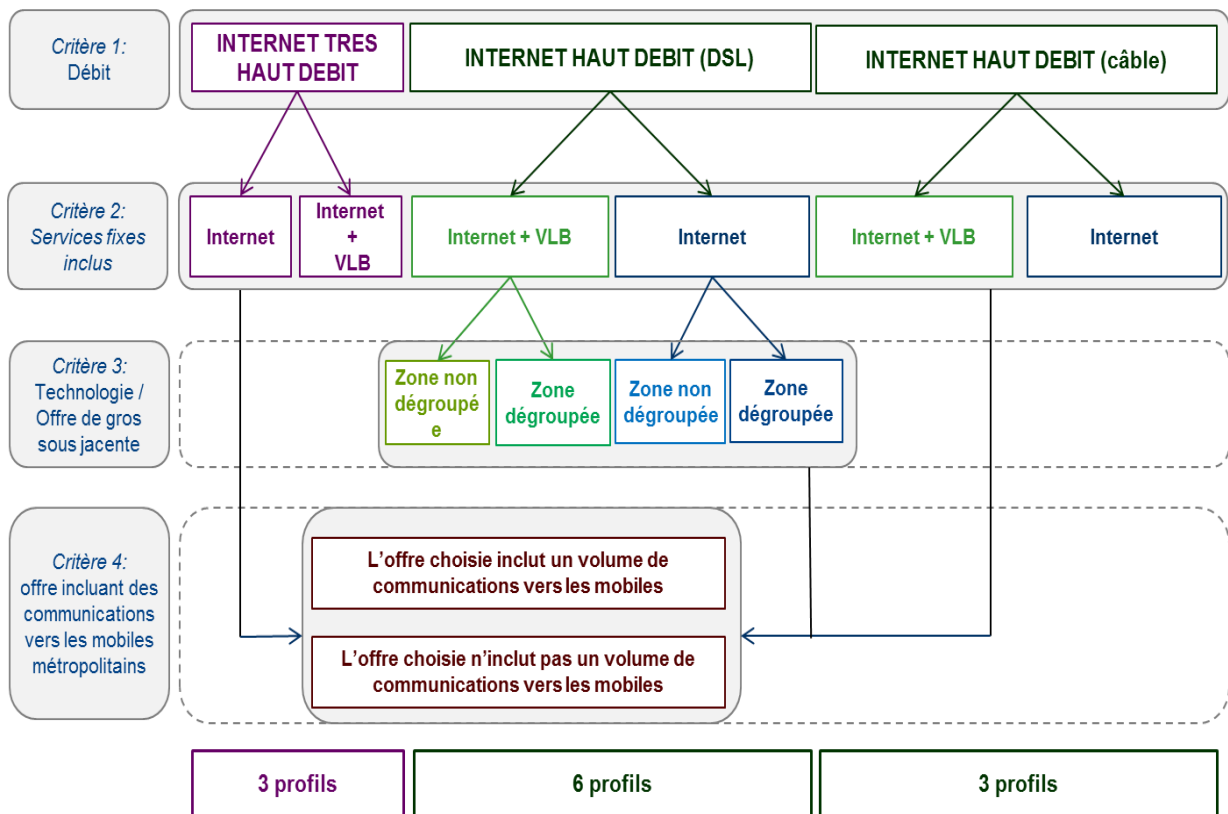 Critère 1:
Débit
INTERNET TRES
HAUT DEBIT
INTERNET HAUT DEBIT (DSL)
INTERNET HAUT DEBIT (câble)
Critère 2:
Services fixes
inclus
Internet
Internet
+
VLB
Internet + VLB
Internet
Internet + VLB
Internet
Critère 3:
Technologie /
Offre de gros
sous jacente
Zone non
dégroupé
e
Zone
dégroupée
Zone non
dégroupée
Zone
dégroupée
Critère 4:
offre incluant des
communications
vers les mobiles
métropolitains
L'offre choisie inclut un volume de
communications vers les mobiles
L'offre choisie n'inclut pas un volume de
communications vers les mobiles
3 profils
6 profils
3 profils